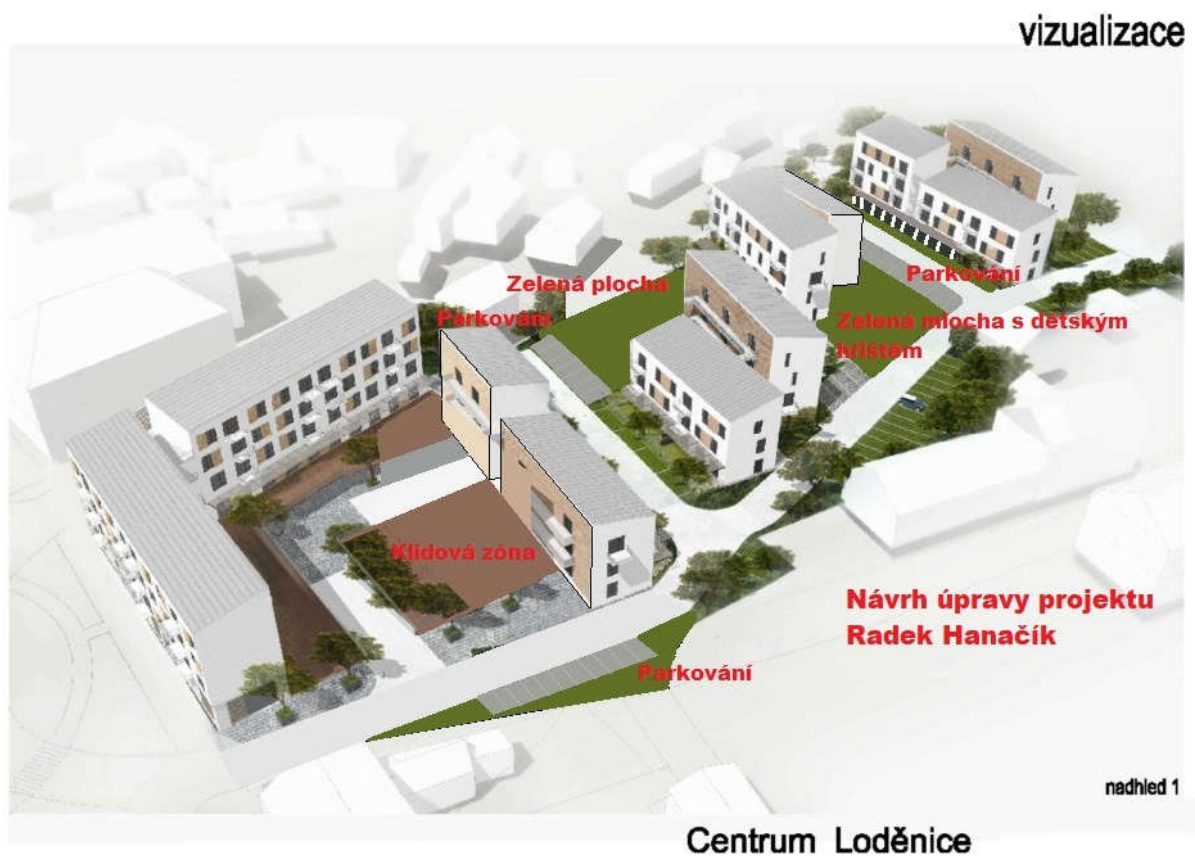 vizualizace
Zelená plocha
Parkování
Parkování
Zelená mlocha s dětským
hřištěm
Klidová zóna
Návrh úpravy projektu
Radek Hanačík
Parkování
nadhled 1
Centrum Loděnice